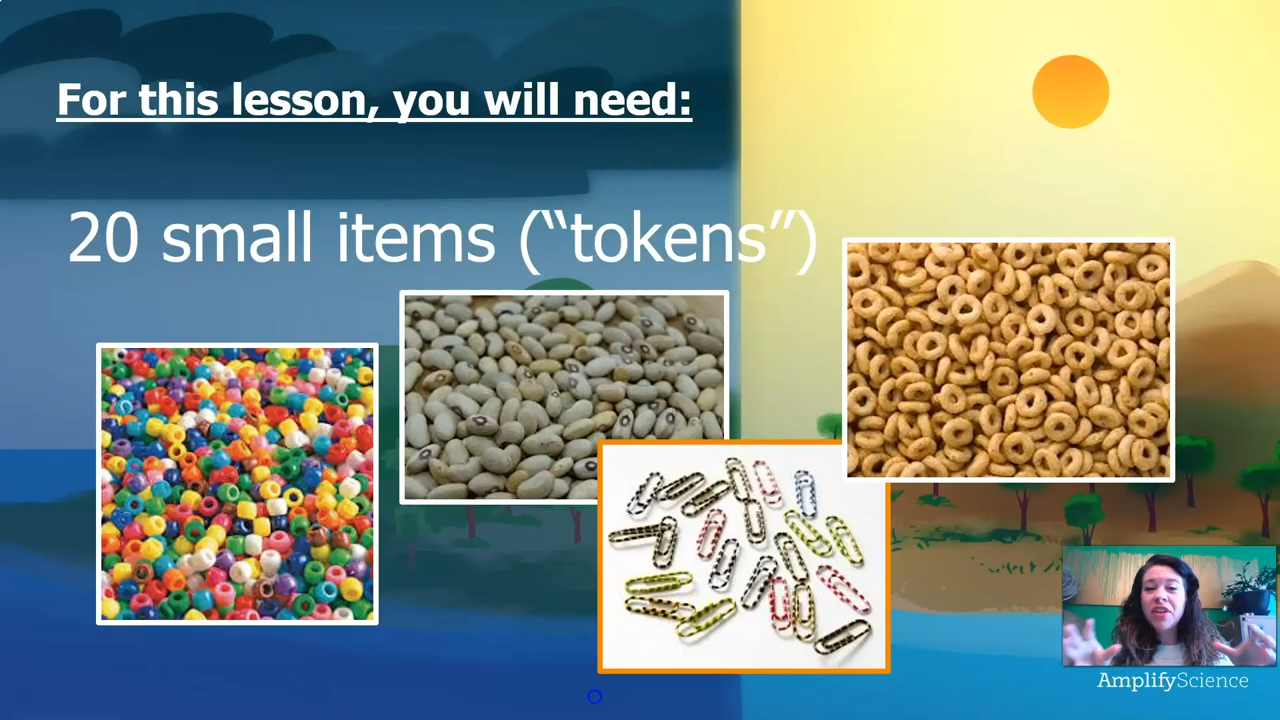 For this lesson, you will need:
20 small items (“tokens”)
AmplifyScience